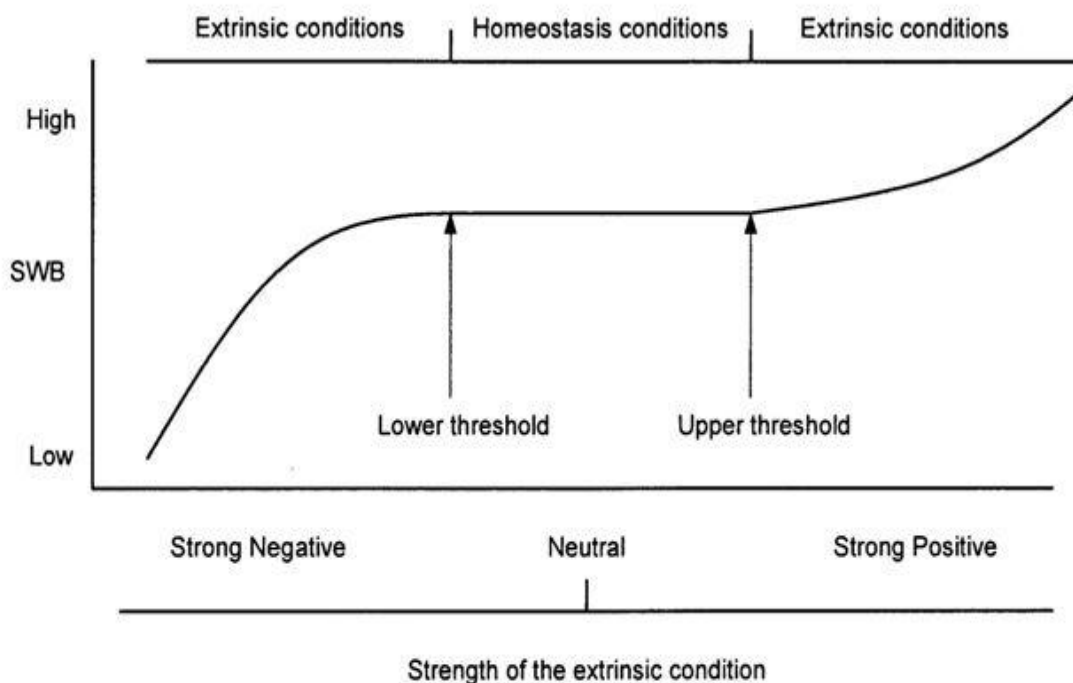 Extrinsic conditions Homeostasis conditions Extrinsic conditions
High
SWB
Lower threshold Upper threshold
Low
Strong Negative Neutral Strong Positive
Strength of the extrinsic condition